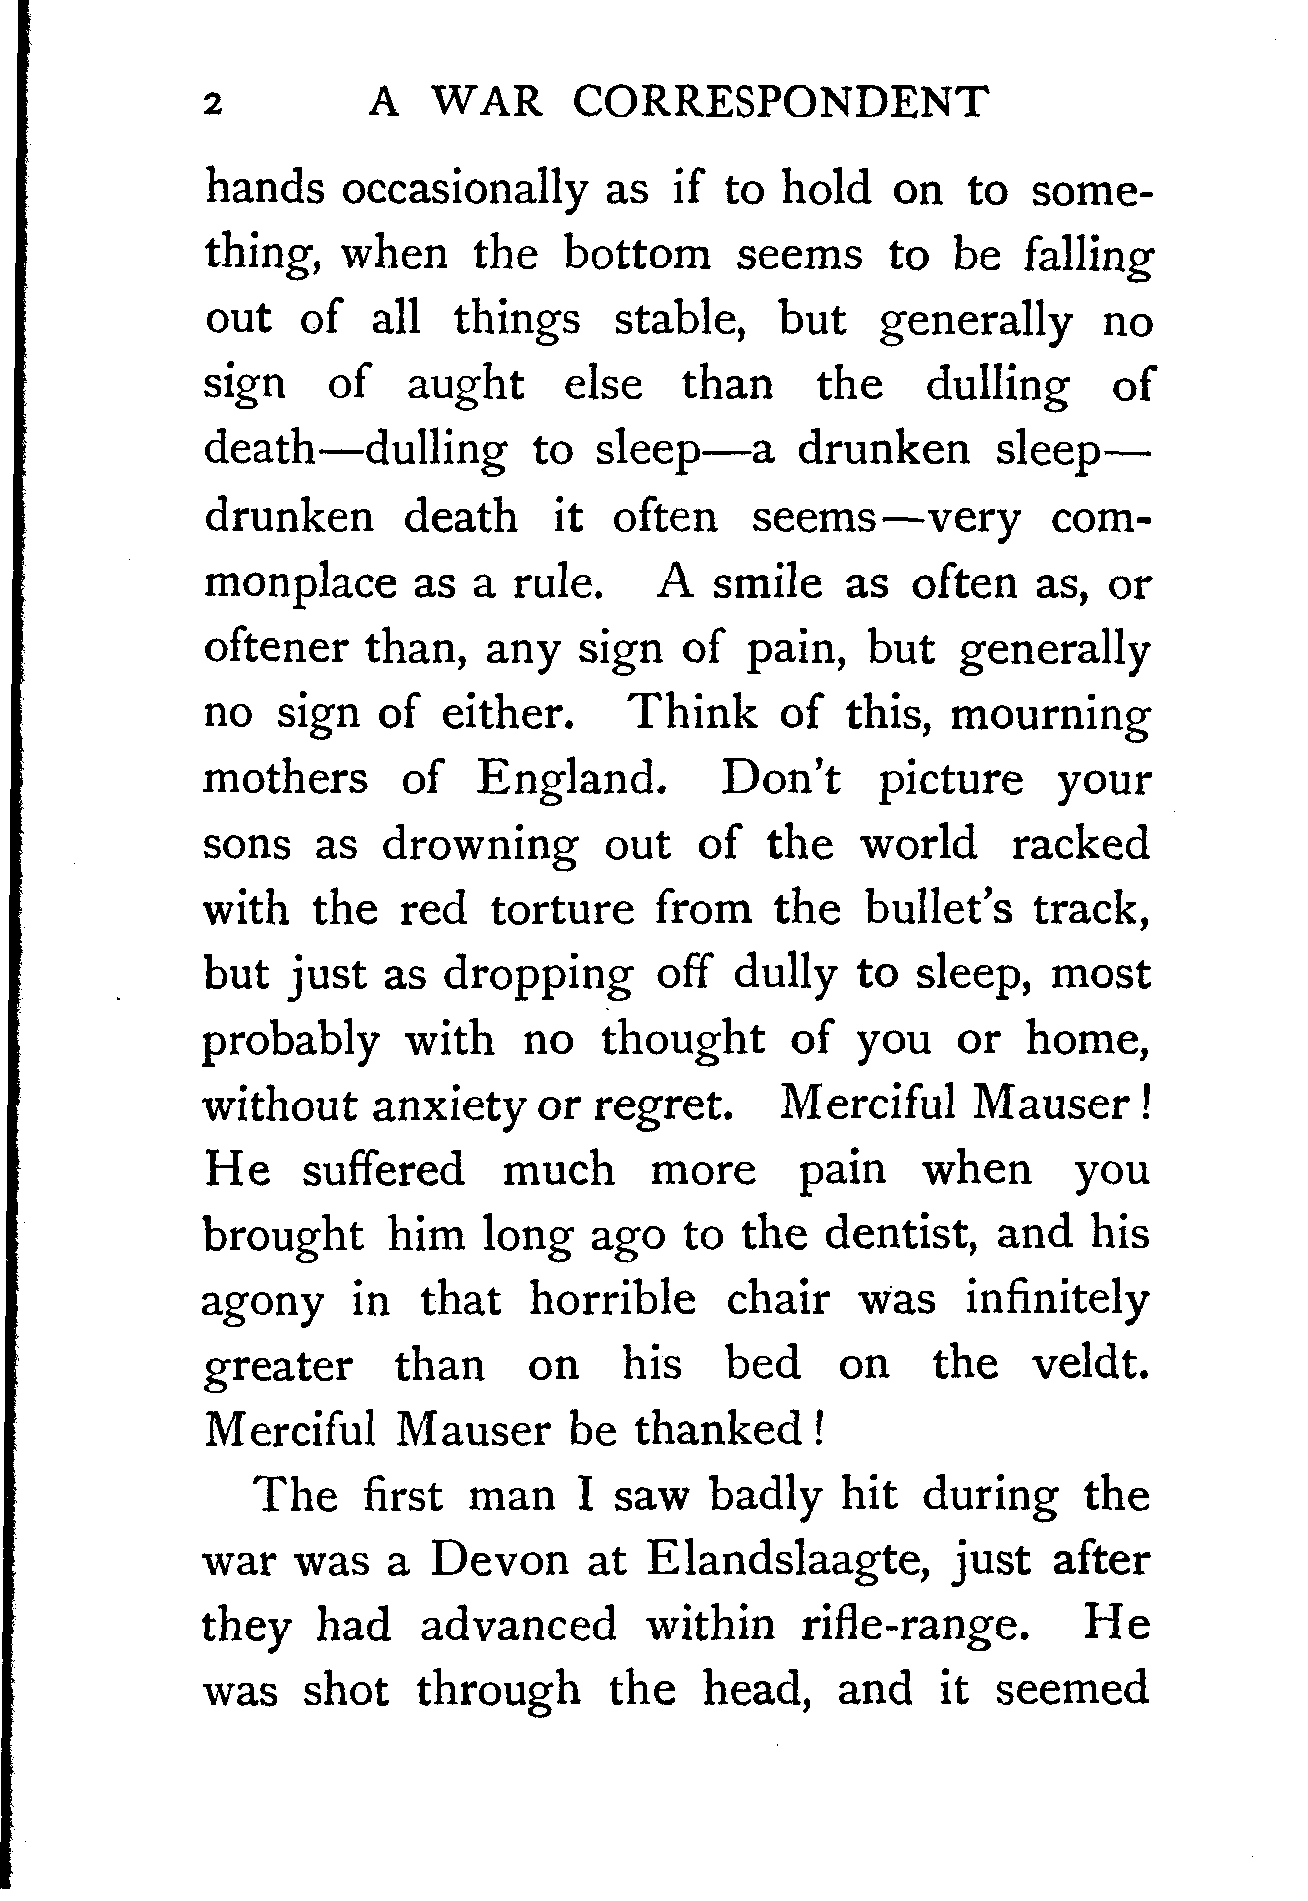 2 A WAR CORRESPONDENT
hands occasionally as if to hold on to some-
thing, when the bottom seems to be falling
out of all things stable, but generally no
sign of aught else than the dulling of
death—dulling to sleep—a drunken sleep—
drunken death it often seems—very com-
monplace as a rule. A smile as often as, or
oftener than, any sign of pain, but generally
no sign of either. Think of this, mourning
mothers of England. Don't picture your
sons as drowning out of the world racked
with the red torture from the bullet's track,
but just as dropping off dully to sleep, most
probably with no thought of you or home,
without anxiety or regret. Merciful Mauser!
He suffered much more pain when you
brought him long ago to the dentist, and his
agony in that horrible chair was infinitely
greater than on his bed on the veldt.
Merciful Mauser be thanked!
The first man I saw badly hit during the
war was a Devon at Elandslaagte, just after
they had advanced within rifle-range. He
was shot through the head, and it seemed